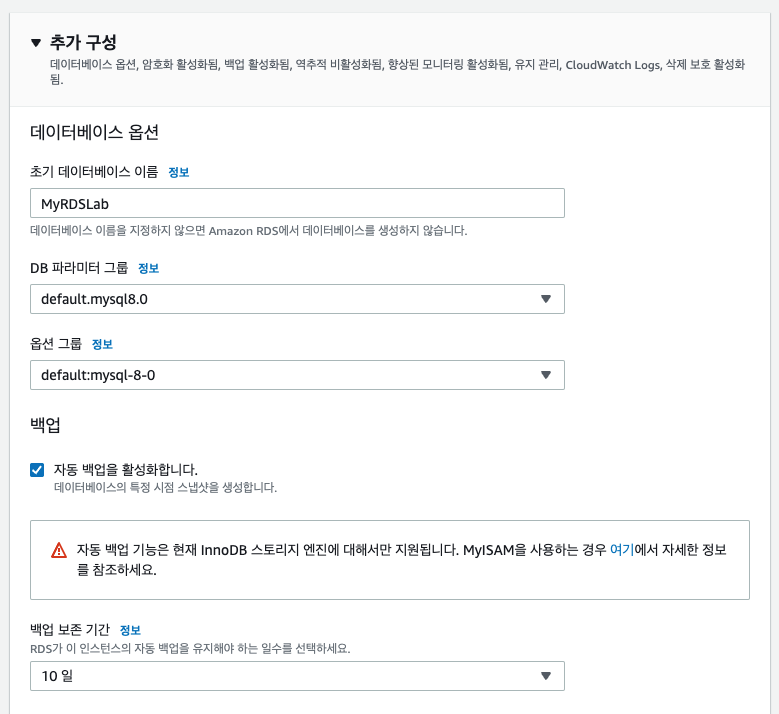 추가 구성
데이터베이스 옵션, 암호화 활성화됨, 백업 활성화됨, 역추적 비활성화됨, 향상된 모니터링 활성화됨, 유지 관리, CloudWatch Logs, 삭제 보호 활성화
됨.
데이터베이스 옵션
초기 데이터베이스 이름 정보
MyRDSLab
데이터베이스 이름을 지정하지 않으면 Amazon RDS에서 데이터베이스를 생성하지 않습니다.
DB 파라미터 그룹 정보
default.mysql8.0
옵션 그룹 정보
default:mysql-8-0
백업
자동 백업을 활성화합니다.
데이터베이스의 특정 시점 스냅샷을 생성합니다.
자동 백업 기능은 현재 InnoDB 스토리지 엔진에 대해서만 지원됩니다. MyISAM을 사용하는 경우 여기에서 자세한 정보
를 참조하세요.
백업 보존 기간 정보
RDS가 이 인스턴스의 자동 백업을 유지해야 하는 일수를 선택하세요.
10 일